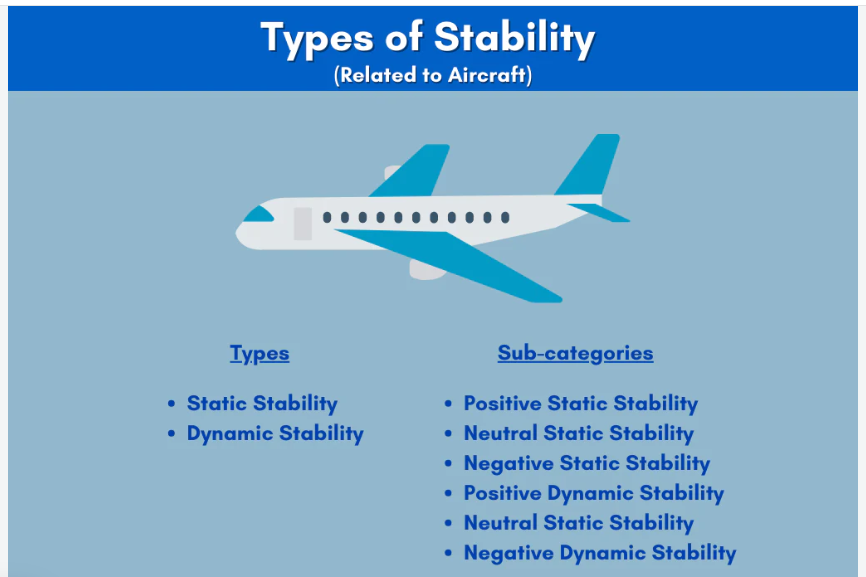 Types of Stability
(Related to Aircraft)
Types
• Static Stability
• Dynamic Stability
Sub-categories
• Positive Static Stability
• Neutral Static Stability
• Negative Static Stability
• Positive Dynamic Stability
• Neutral Static Stability
• Negative Dynamic Stability